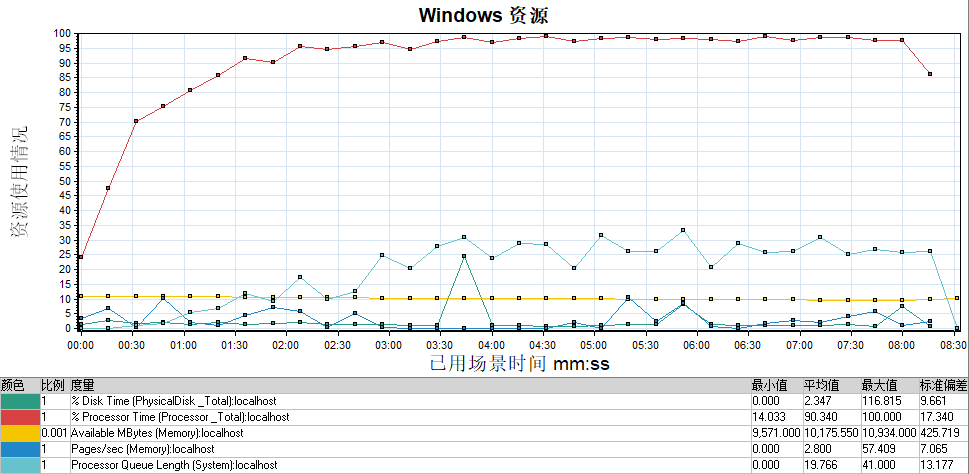 Windows 资源
100
95
90
85
80
75
70
65
60
55
50
45
40
35
30
25
20
15
10
5
0
资源使用情况
00:00 00:30 01:00 01:30 02:00 02:30 03:00 03:30 04:00 04:30 05:00 05:30 06:00 06:30 07:00 07:30 08:00 08:30
已用场景时间 mm:ss
颜色 比例 度量 最小值 平均值 最大值 标准偏差
1 % Disk Time (PhysicalDisk _Total):localhost 0.000 2.347 116.815 9.661
1 % Processor Time (Processor _Total):localhost 14.033 90.340 100.000 17.340
0.001 Available MBytes (Memory):localhost 9,571.000 10,175.550 10,934.000 425.719
1 Pages/sec (Memory):localhost 0.000 2.800 57.409 7.065
1 Processor Queue Length (System):localhost 0.000 19.766 41.000 13.177